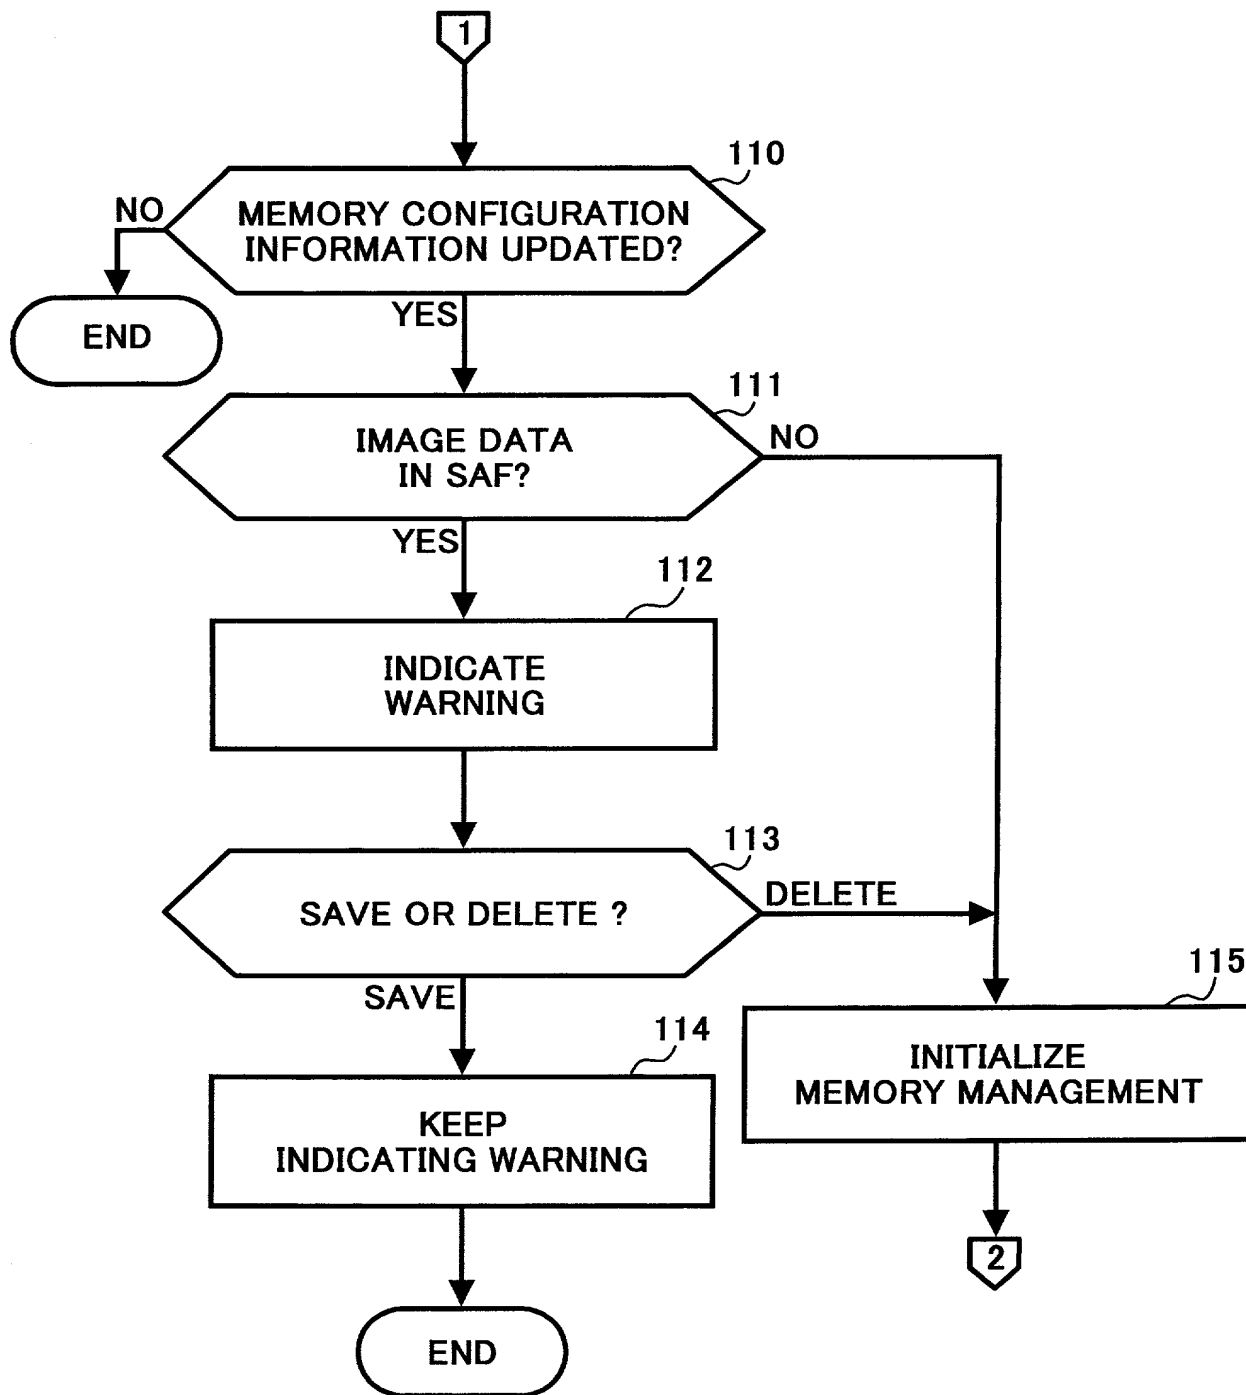 1
110
MEMORY CONFIGURATION
INFORMATION UPDATED?
NO
END
YES
111
IMAGE DATA
IN SAF?
NO
YES
112
INDICATE
WARNING
113
SAVE OR DELETE ?
DELETE
SAVE
114
KEEP
INDICATING WARNING
END
115
INITIALIZE
MEMORY MANAGEMENT
2